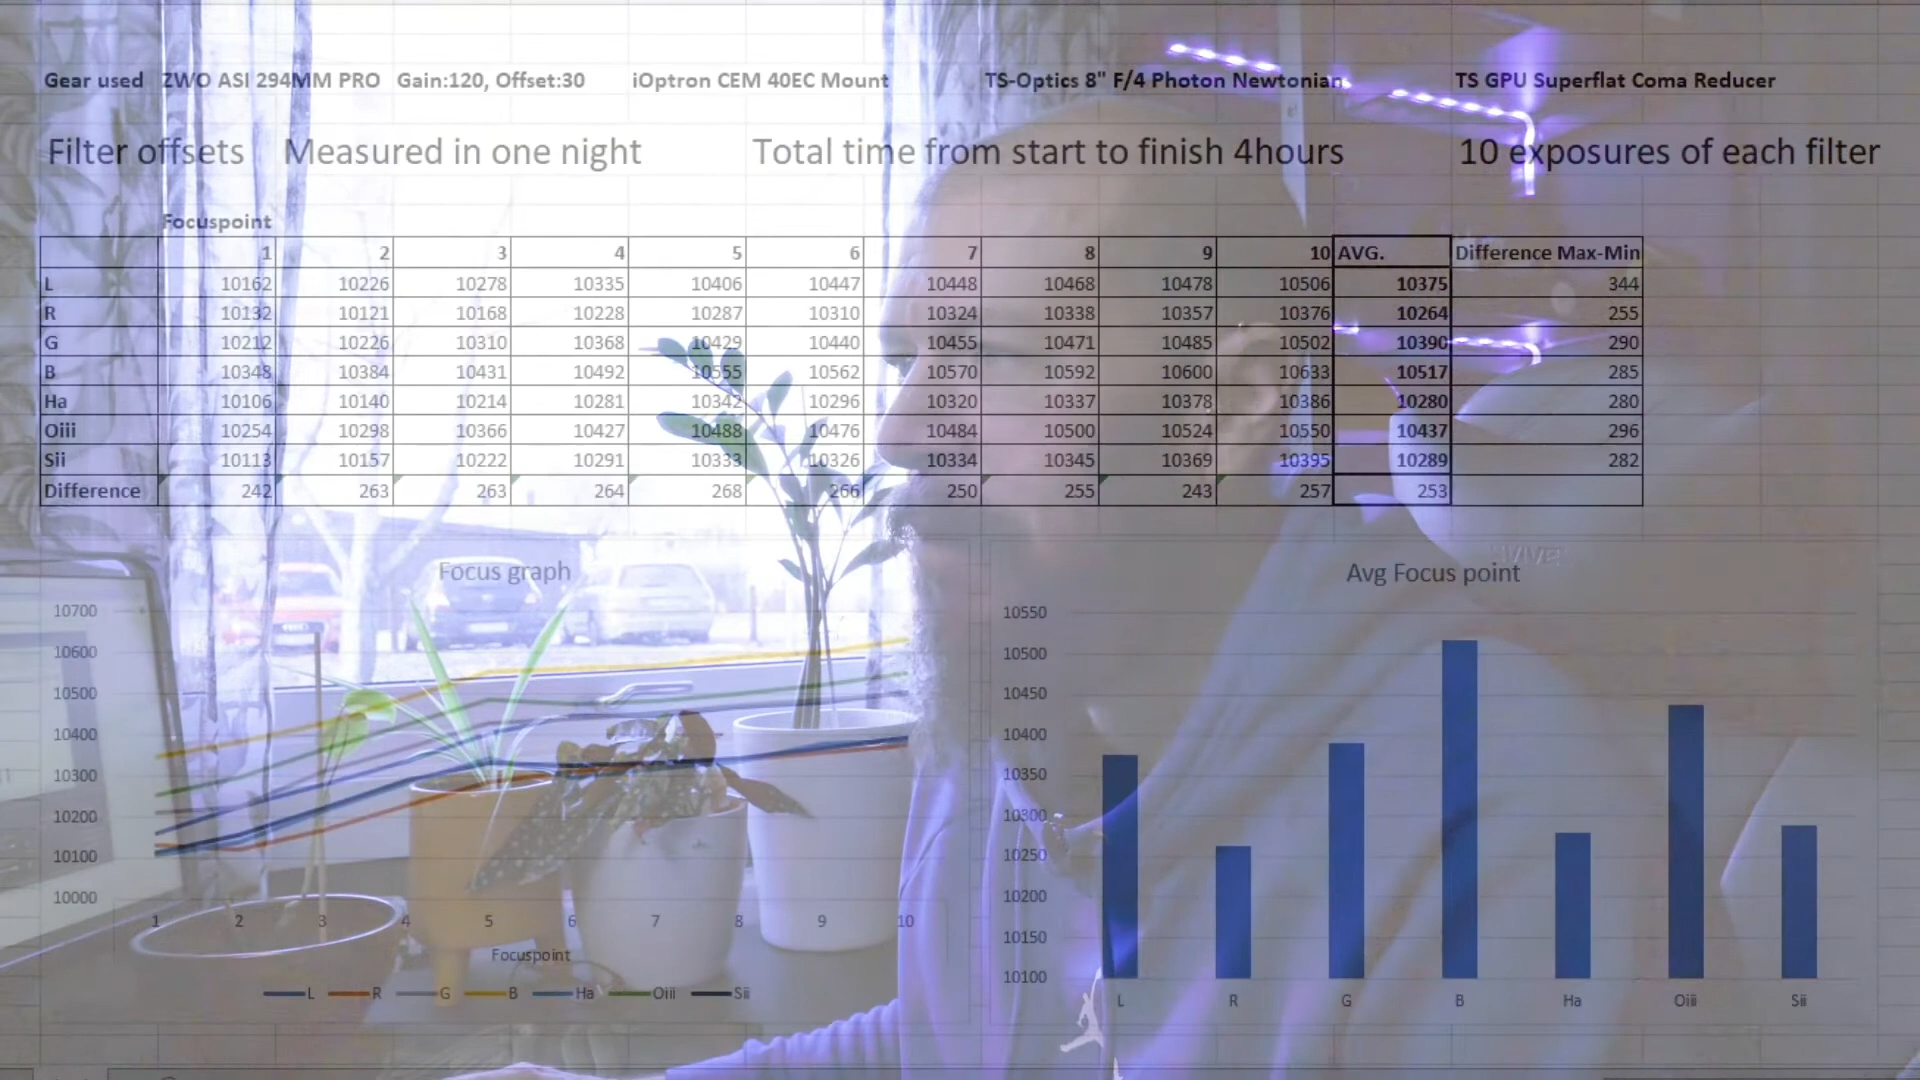 Gear used ZWO ASI 294MM PRO Gain:120, Offset:30 iOptron CEM 40EC Mount TS-Optics 8" F/4 Photon Newtonian TS GPU Superflat Coma Reducer
Filter offsets Measured in one night Total time from start to finish 4hours 10 exposures of each filter
Focuspoint
1 2 3 4 5 6 7 8 9 10 AVG. Difference Max-Min
L 10162 10226 10278 10335 10406 10447 10448 10468 10478 10506 10375 344
R 10132 10121 10168 10228 10287 10310 10324 10338 10357 10376 10264 255
G 10212 10226 10310 10368 10429 10440 10455 10471 10485 10502 10390 290
B 10348 10384 10431 10492 10555 10562 10570 10592 10600 10633 10517 285
Ha 10106 10140 10214 10281 10342 10296 10320 10337 10378 10386 10280 280
Oiii 10254 10298 10366 10427 10488 10476 10484 10500 10524 10550 10437 296
Sii 10113 10157 10222 10291 10333 10326 10334 10345 10369 10395 10289 282
Difference 242 263 263 264 268 266 250 255 243 257 253
Focus graph
10700
10600
10500
10400
10300
10200
10100
10000
1 2 3 4 5 6 7 8 9 10
Focuspoint
L R G B Ha Oiii Sii
Avg Focus point
10550
10500
10450
10400
10350
10300
10250
10200
10150
10100
L R G B Ha Oiii Sii
VIVE